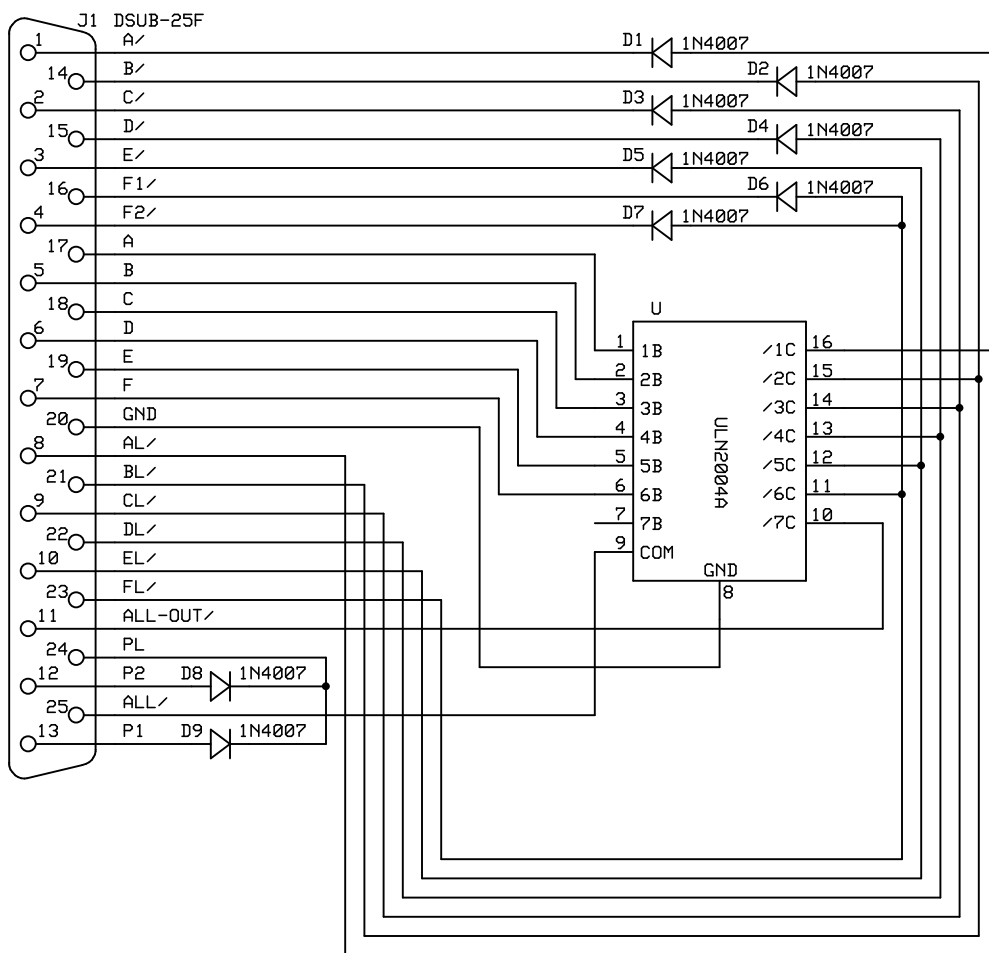 J1 DSUB-25F
1 A/ D1 1N4007
14 B/ D2 1N4007
2 C/ D3 1N4007
15 D/ D4 1N4007
3 E/ D5 1N4007
16 F1/ D6 1N4007
4 F2/ D7 1N4007
17 A
5 B
18 C
U
6 D
1 1B /1C 16
19 E
2 2B /2C 15
7 F
3 3B /3C 14
20 GND
4 4B /4C 13
8 AL/
5 5B /5C 12
21 BL/
6 6B /6C 11
9 CL/
7 7B /7C 10
22 DL/
9 COM
ULN2004A
10 EL/
GND
8
23 FL/
11 ALL-OUT/
24 PL
12 P2 D8 1N4007
25 ALL/
13 P1 D9 1N4007